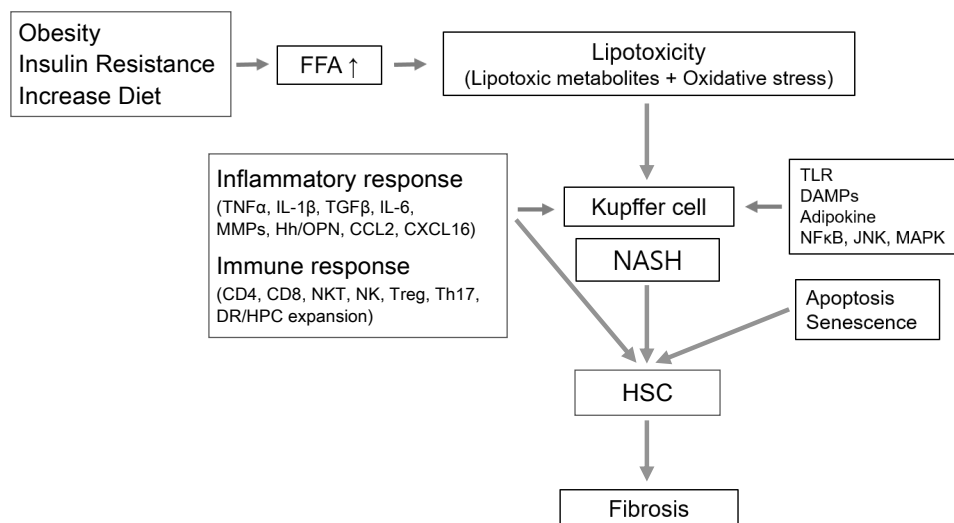 Obesity
Insulin Resistance
Increase Diet
FFA ↑
Lipotoxicity
(Lipotoxic metabolites + Oxidative stress)
Inflammatory response
(TNFα, IL-1β, TGFβ, IL-6,
MMPs, Hh/OPN, CCL2, CXCL16)
Immune response
(CD4, CD8, NKT, NK, Treg, Th17,
DR/HPC expansion)
Kupffer cell
TLR
DAMPs
Adipokine
NFκB, JNK, MAPK
NASH
Apoptosis
Senescence
HSC
Fibrosis